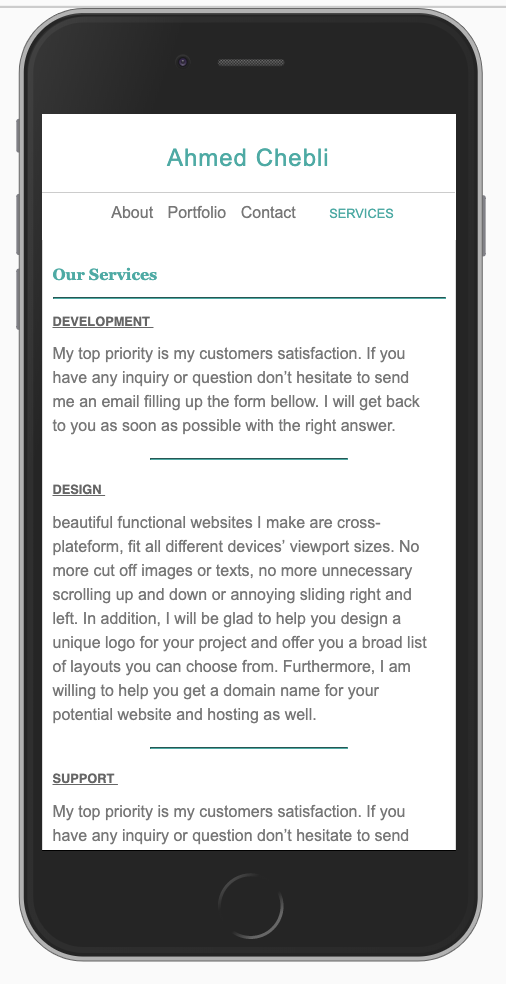 Ahmed Chebli
About Portfolio Contact SERVICES
Our Services
DEVELOPMENT
My top priority is my customers satisfaction. If you
have any inquiry or question don’t hesitate to send
me an email filling up the form bellow. I will get back
to you as soon as possible with the right answer.
DESIGN
beautiful functional websites I make are cross-
plateform, fit all different devices’ viewport sizes. No
more cut off images or texts, no more unnecessary
scrolling up and down or annoying sliding right and
left. In addition, I will be glad to help you design a
unique logo for your project and offer you a broad list
of layouts you can choose from. Furthermore, I am
willing to help you get a domain name for your
potential website and hosting as well.
SUPPORT
My top priority is my customers satisfaction. If you
have any inquiry or question don’t hesitate to send